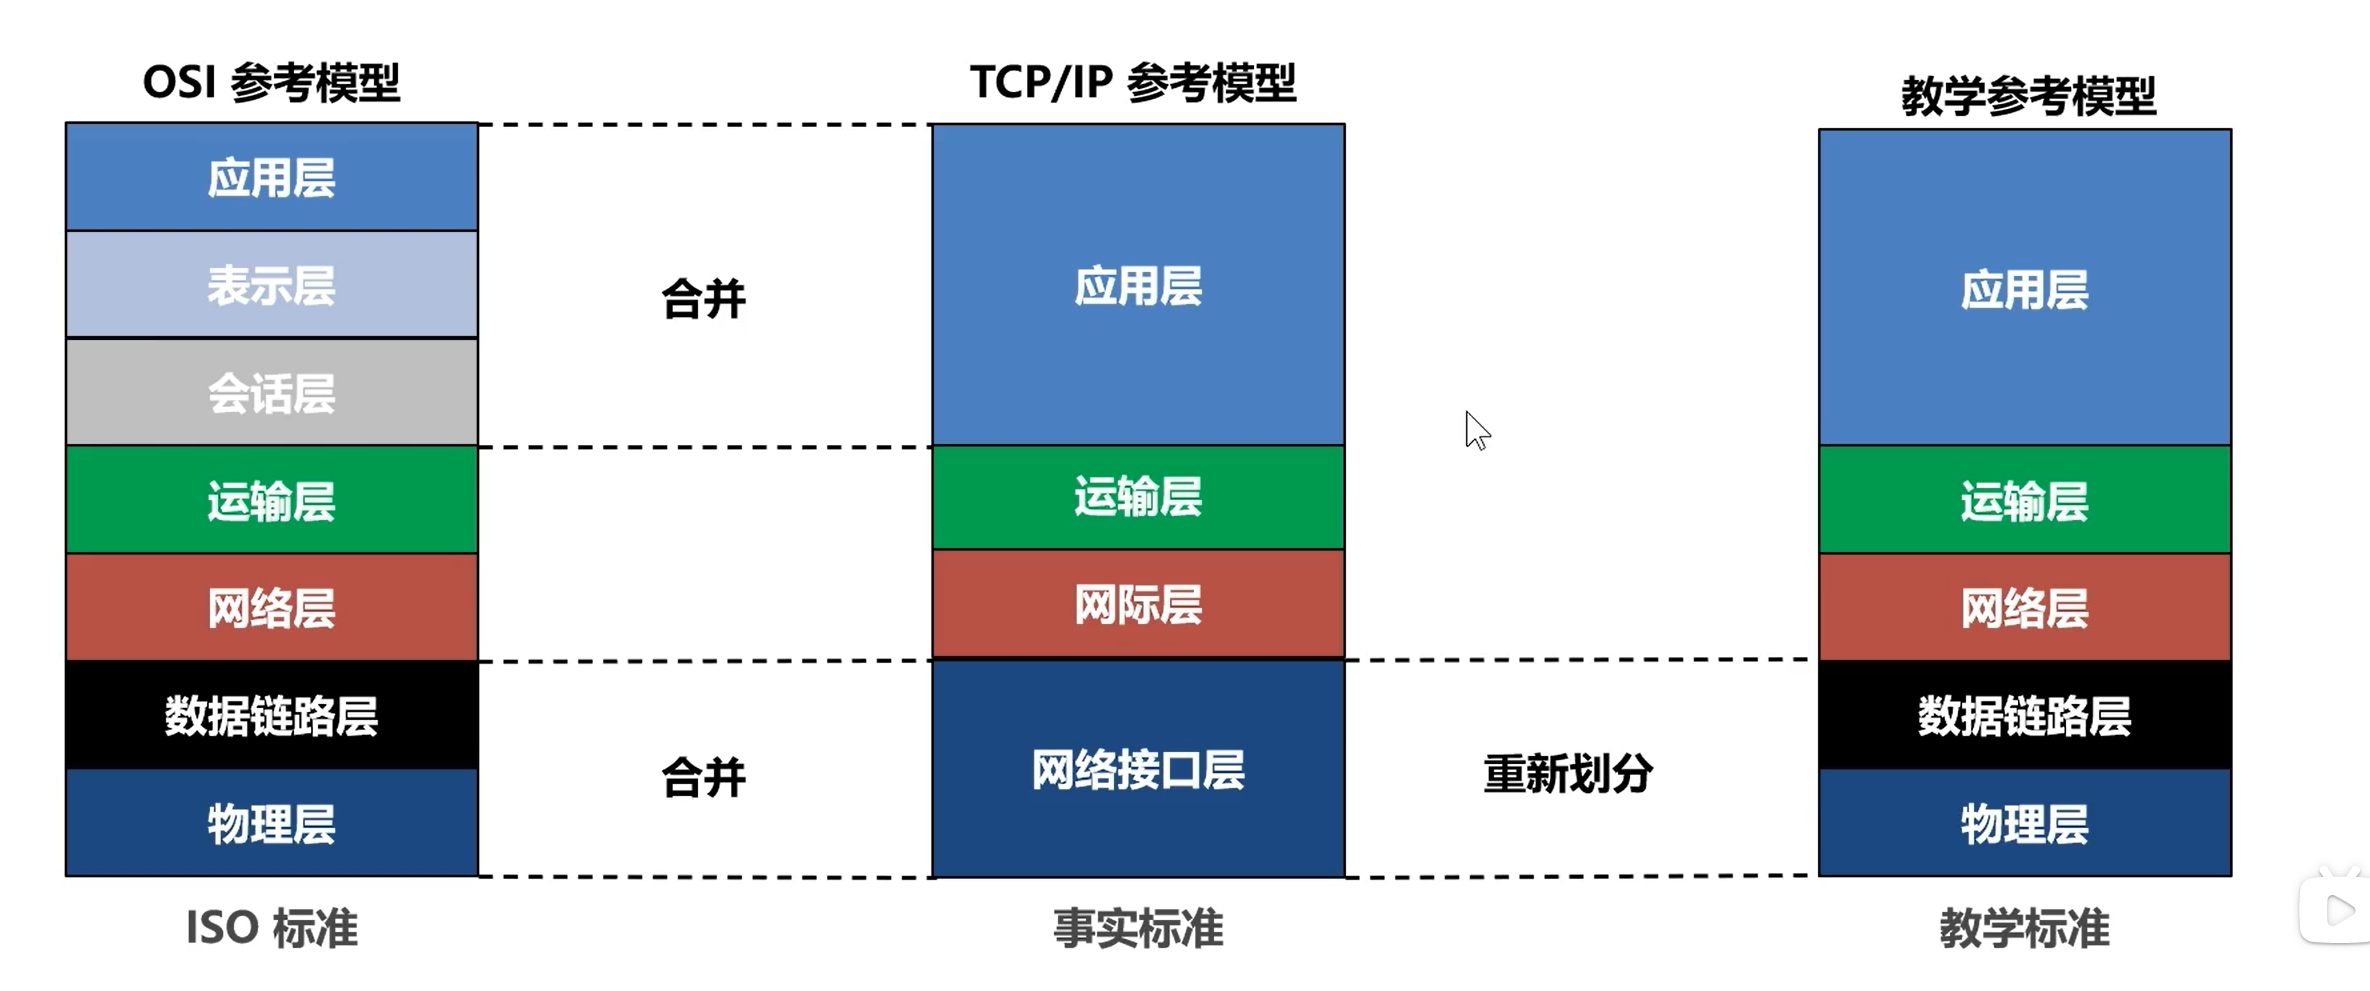 OSI 参考模型
应用层
表示层
会话层
运输层
网络层
数据链路层
物理层
ISO 标准
合并
合并
TCP/IP 参考模型
应用层
运输层
网际层
网络接口层
事实标准
重新划分
教学参考模型
应用层
运输层
网络层
数据链路层
物理层
教学标准